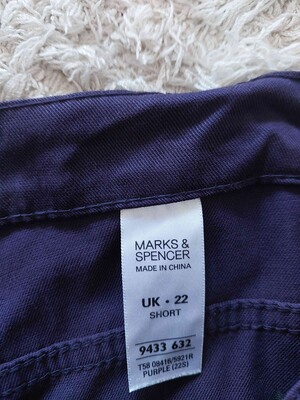 MARKS &
SPENCER
MADE IN CHINA
UK • 22
SHORT
9433 632
T58 0841B/5921R
PURPLE (22S)